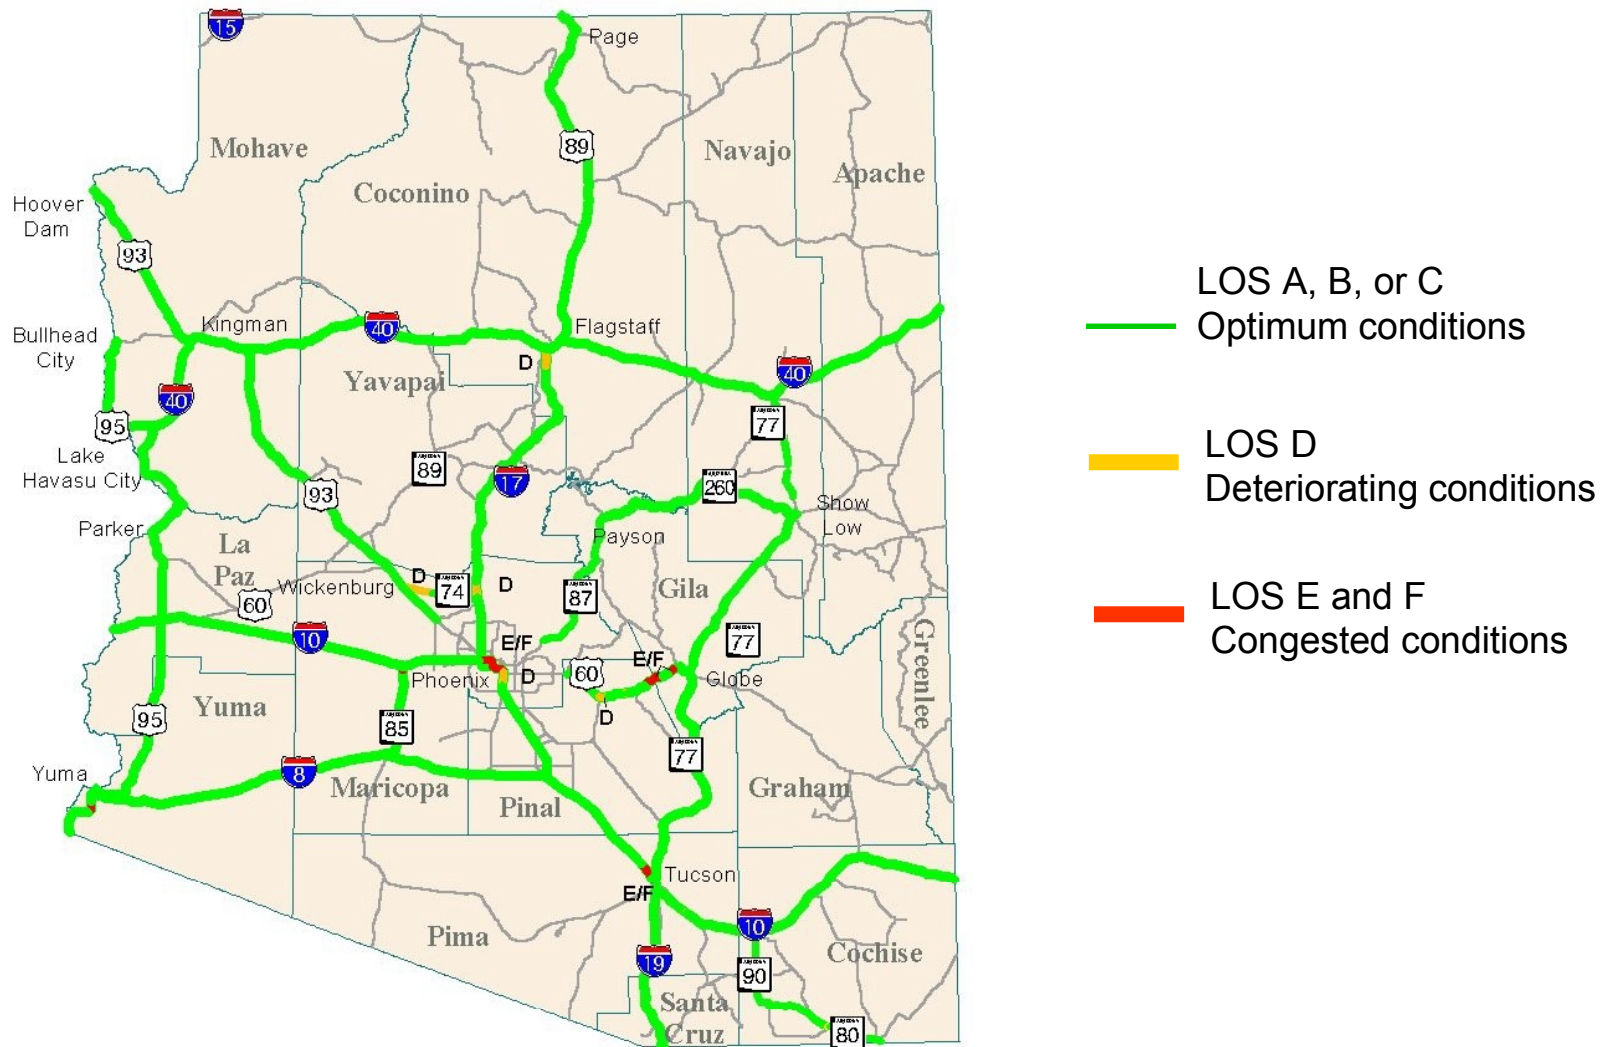 15
Page
89
Mohave
Navajo
Apache
Coconino
Hoover
Dam
93
Bullhead
City
Kingman
40
Flagstaff
D
40
Yavapai
40
95
77
Lake
Havasu City
89
17
93
260
Show
Low
Parker
Payson
La
Paz
Wickenburg
D
74
D
87
Gila
60
10
E/F
77
Greenlee
Phoenix
D
60
E/F
Globe
D
Yuma
95
85
77
Yuma
8
Maricopa
Pinal
Graham
Tucson
E/F
10
Pima
19
Cochise
90
Santa
Cruz
80
LOS A, B, or C
Optimum conditions
LOS D
Deteriorating conditions
LOS E and F
Congested conditions